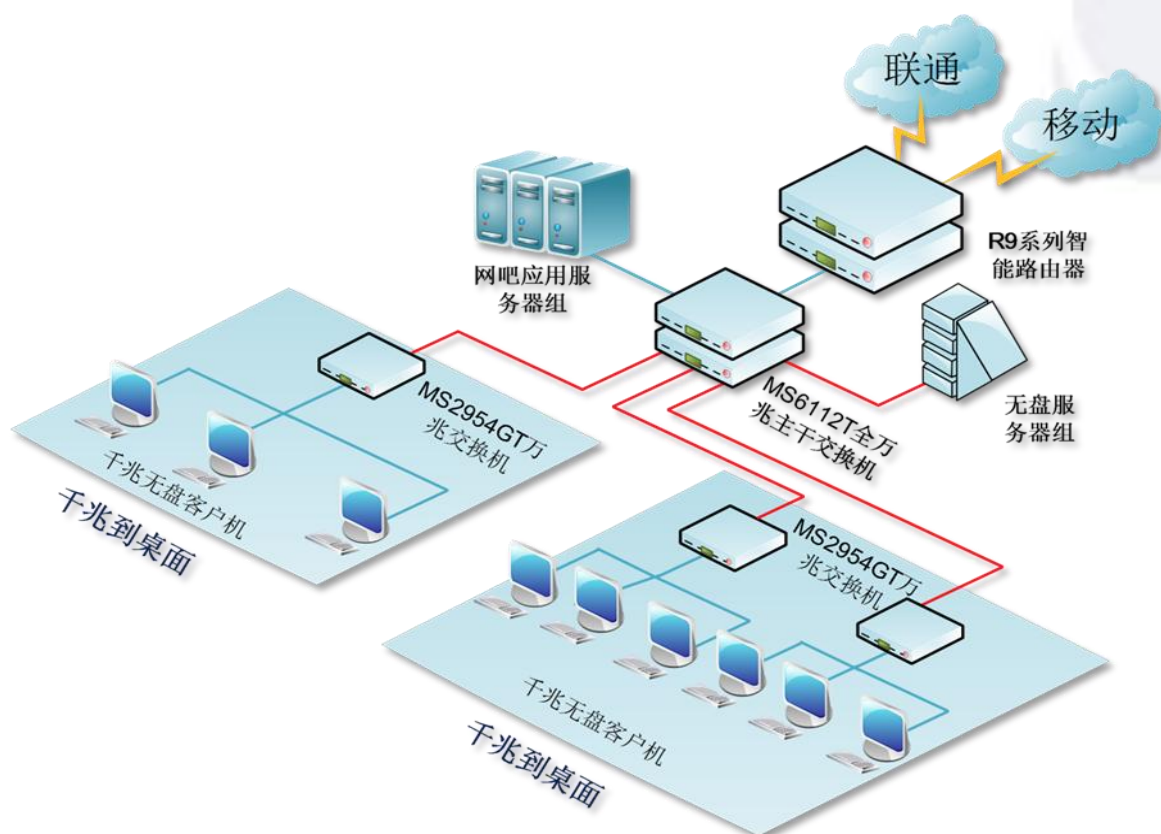 联通
移动
R9系列智
能路由器
网吧应用服
务器组
MS6112T全万
兆主干交换机
无盘服
务器组
MS2954GT万
兆交换机
千兆无盘客户机
千兆到桌面
MS2954GT万
兆交换机
千兆无盘客户机
千兆到桌面